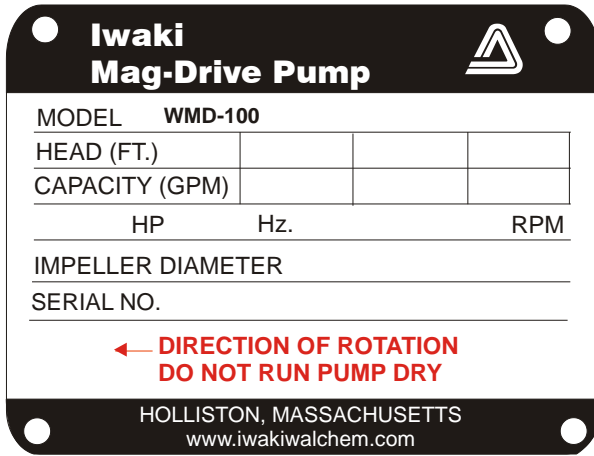 Iwaki
Mag-Drive Pump
MODEL WMD-100
HEAD (FT.)
CAPACITY (GPM)
HP Hz. RPM
IMPELLER DIAMETER
SERIAL NO.
DIRECTION OF ROTATION
DO NOT RUN PUMP DRY
HOLLISTON, MASSACHUSETTS
www.iwakiwalchem.com